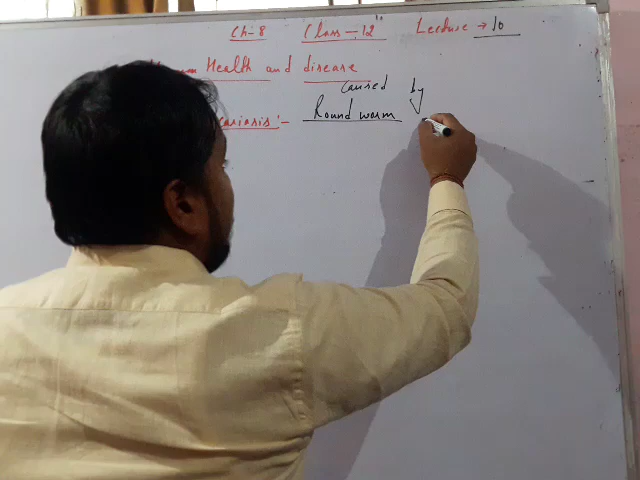 Ch-8 Class-12" Lecture → 10
Health and disease
caused by
:- Round worm